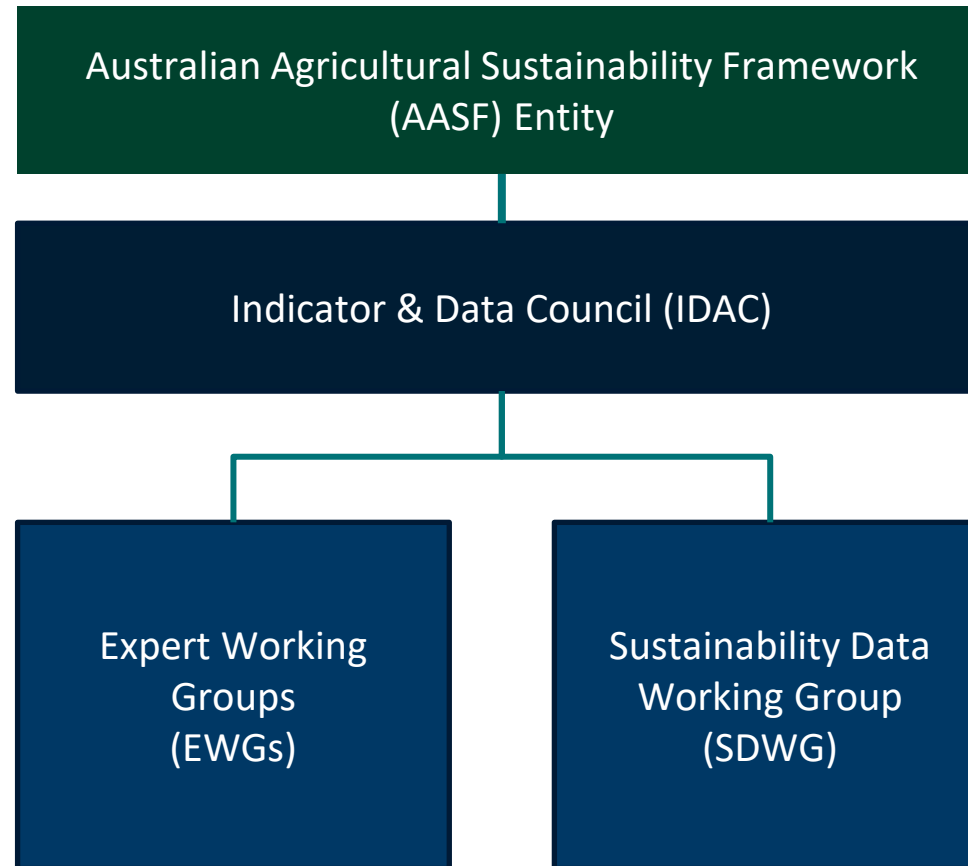 Australian Agricultural Sustainability Framework
(AASF) Entity
Indicator & Data Council (IDAC)
Expert Working
Groups
(EWGs)
Sustainability Data
Working Group
(SDWG)